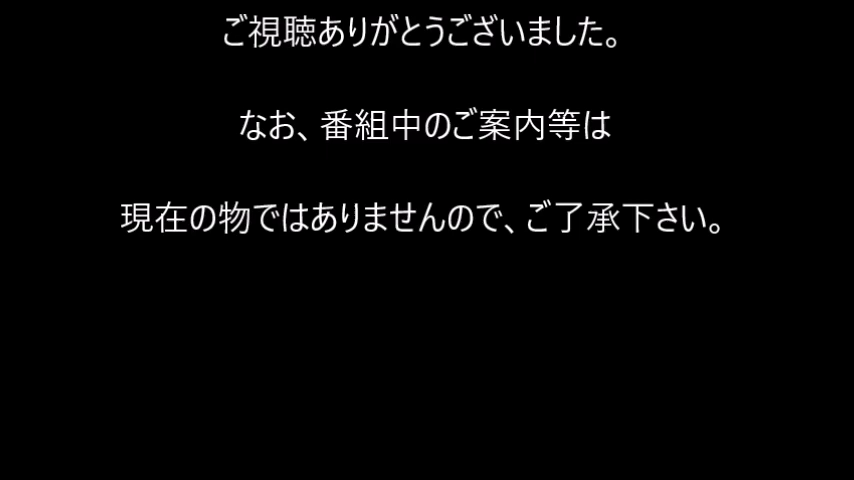 ご視聴ありがとうございました。
なお、番組中のご案内等は
現在の物ではありませんので、ご了承下さい。